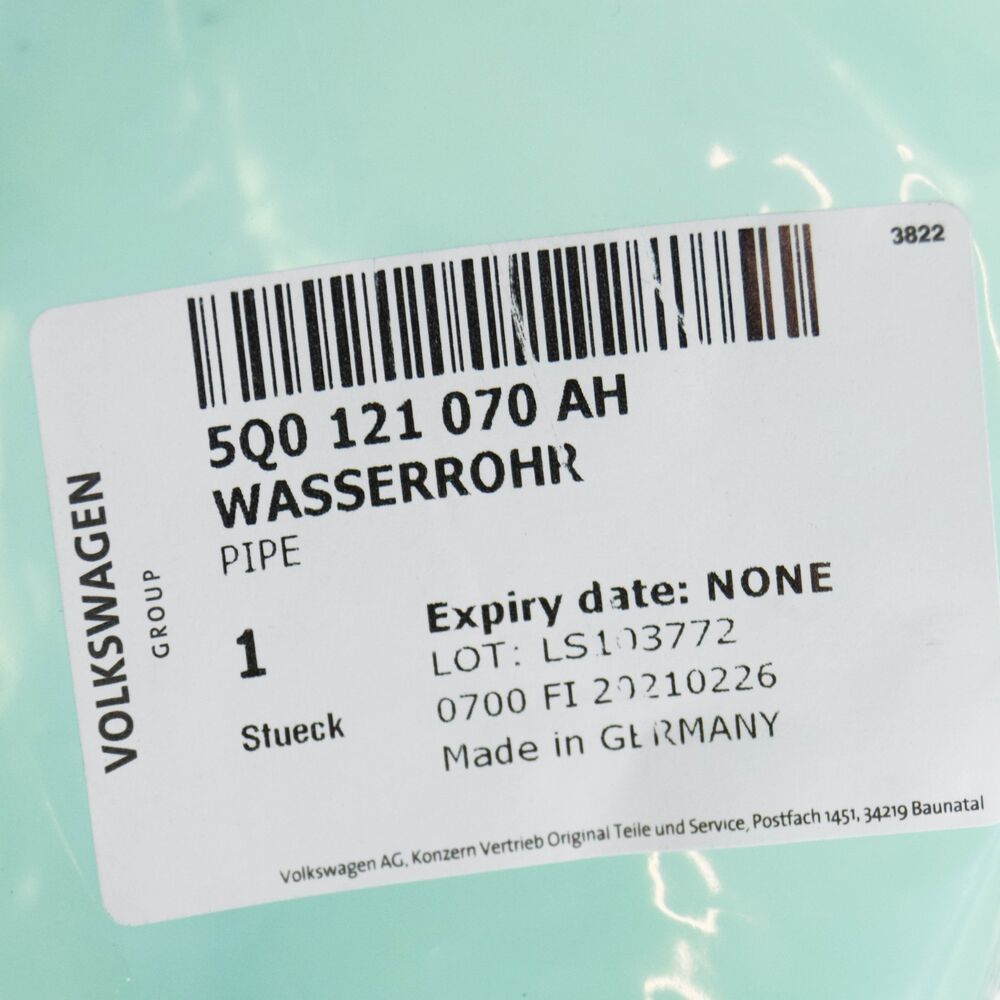 3822
5Q0 121 070 AH
WASSERROHR
PIPE
VOLKSWAGEN
GROUP
1
Stueck
Expiry date: NONE
LOT: LS103772
0700 FI 20210226
Made in GERMANY
Volkswagen AG, Konzern Vertrieb Original Teile und Service, Postfach 1451, 34219 Baunatal